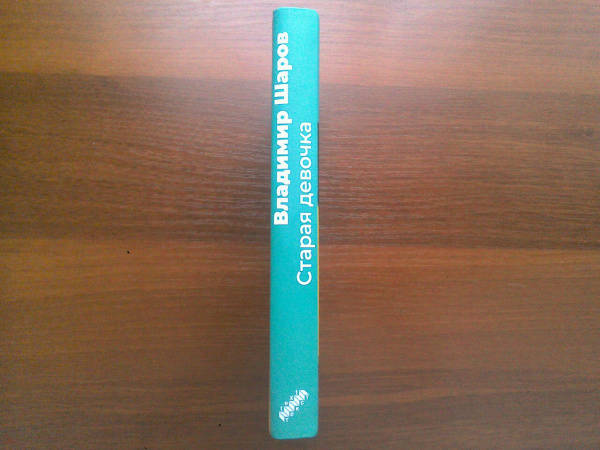 Владимир Шаров
Старая девочка